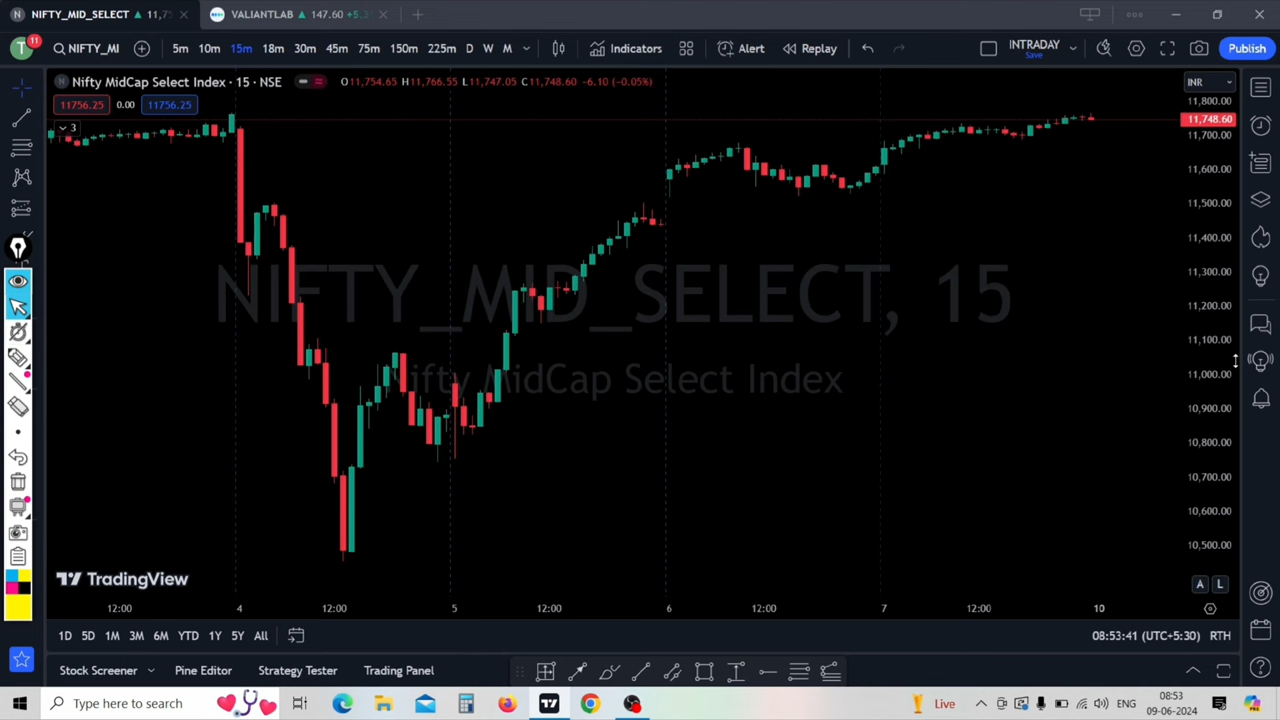 NIFTY_MID_SELECT ▲ 11,75
VALIANTLAB ▲ 147.60 +5.3
T 11 NIFTY_MI 5m 10m 15m 18m 30m 45m 75m 150m 225m D W M Indicators Alert Replay INTRADAY Save Publish
N Nifty MidCap Select Index · 15 · NSE O11,754.65 H11,766.55 L11,747.05 C11,748.60 -6.10 (-0.05%) INR
11756.25 0.00 11756.25
3
11,800.00
11,748.60
11,700.00
11,600.00
11,500.00
11,400.00
11,300.00
11,200.00
11,100.00
11,000.00
10,900.00
10,800.00
10,700.00
10,600.00
10,500.00
NIFTY_MID_SELECT, 15
Nifty MidCap Select Index
TradingView
A L
12:00 4 12:00 5 12:00 6 12:00 7 12:00 10
1D 5D 1M 3M 6M YTD 1Y 5Y All 08:53:41 (UTC+5:30) RTH
Stock Screener Pine Editor Strategy Tester Trading Panel
Type here to search Live ENG 08:53
09-06-2024